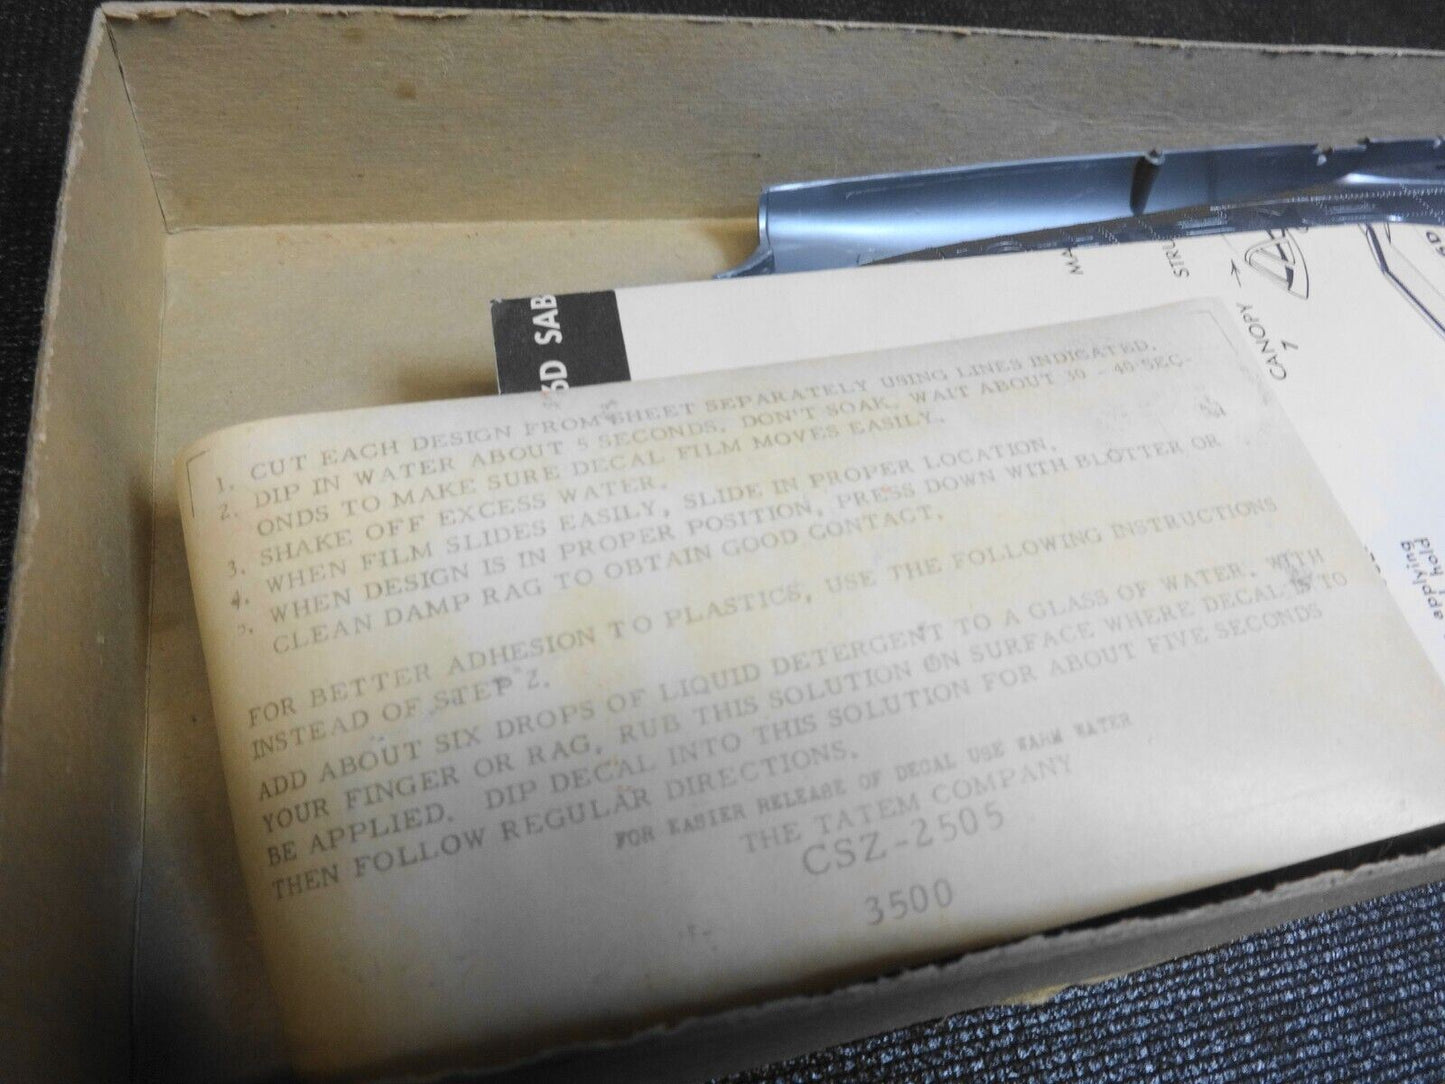 6D SAB
MA
STRU
CANOPY
7
applying
hold
1. CUT EACH DESIGN FROM SHEET SEPARATELY USING LINES INDICATED.
2. DIP IN WATER ABOUT 5 SECONDS. DON'T SOAK. WAIT ABOUT 30 - 40 SEC-
ONDS TO MAKE SURE DECAL FILM MOVES EASILY.
3. SHAKE OFF EXCESS WATER.
4. WHEN FILM SLIDES EASILY, SLIDE IN PROPER LOCATION.
5. WHEN DESIGN IS IN PROPER POSITION, PRESS DOWN WITH BLOTTER OR
CLEAN DAMP RAG TO OBTAIN GOOD CONTACT.
FOR BETTER ADHESION TO PLASTICS, USE THE FOLLOWING INSTRUCTIONS
INSTEAD OF STEP 2.
ADD ABOUT SIX DROPS OF LIQUID DETERGENT TO A GLASS OF WATER. WITH
YOUR FINGER OR RAG, RUB THIS SOLUTION ON SURFACE WHERE DECAL IS TO
BE APPLIED. DIP DECAL INTO THIS SOLUTION FOR ABOUT FIVE SECONDS
THEN FOLLOW REGULAR DIRECTIONS.
FOR EASIER RELEASE OF DECAL USE WARM WATER
THE TATEM COMPANY
CSZ-2505
3500